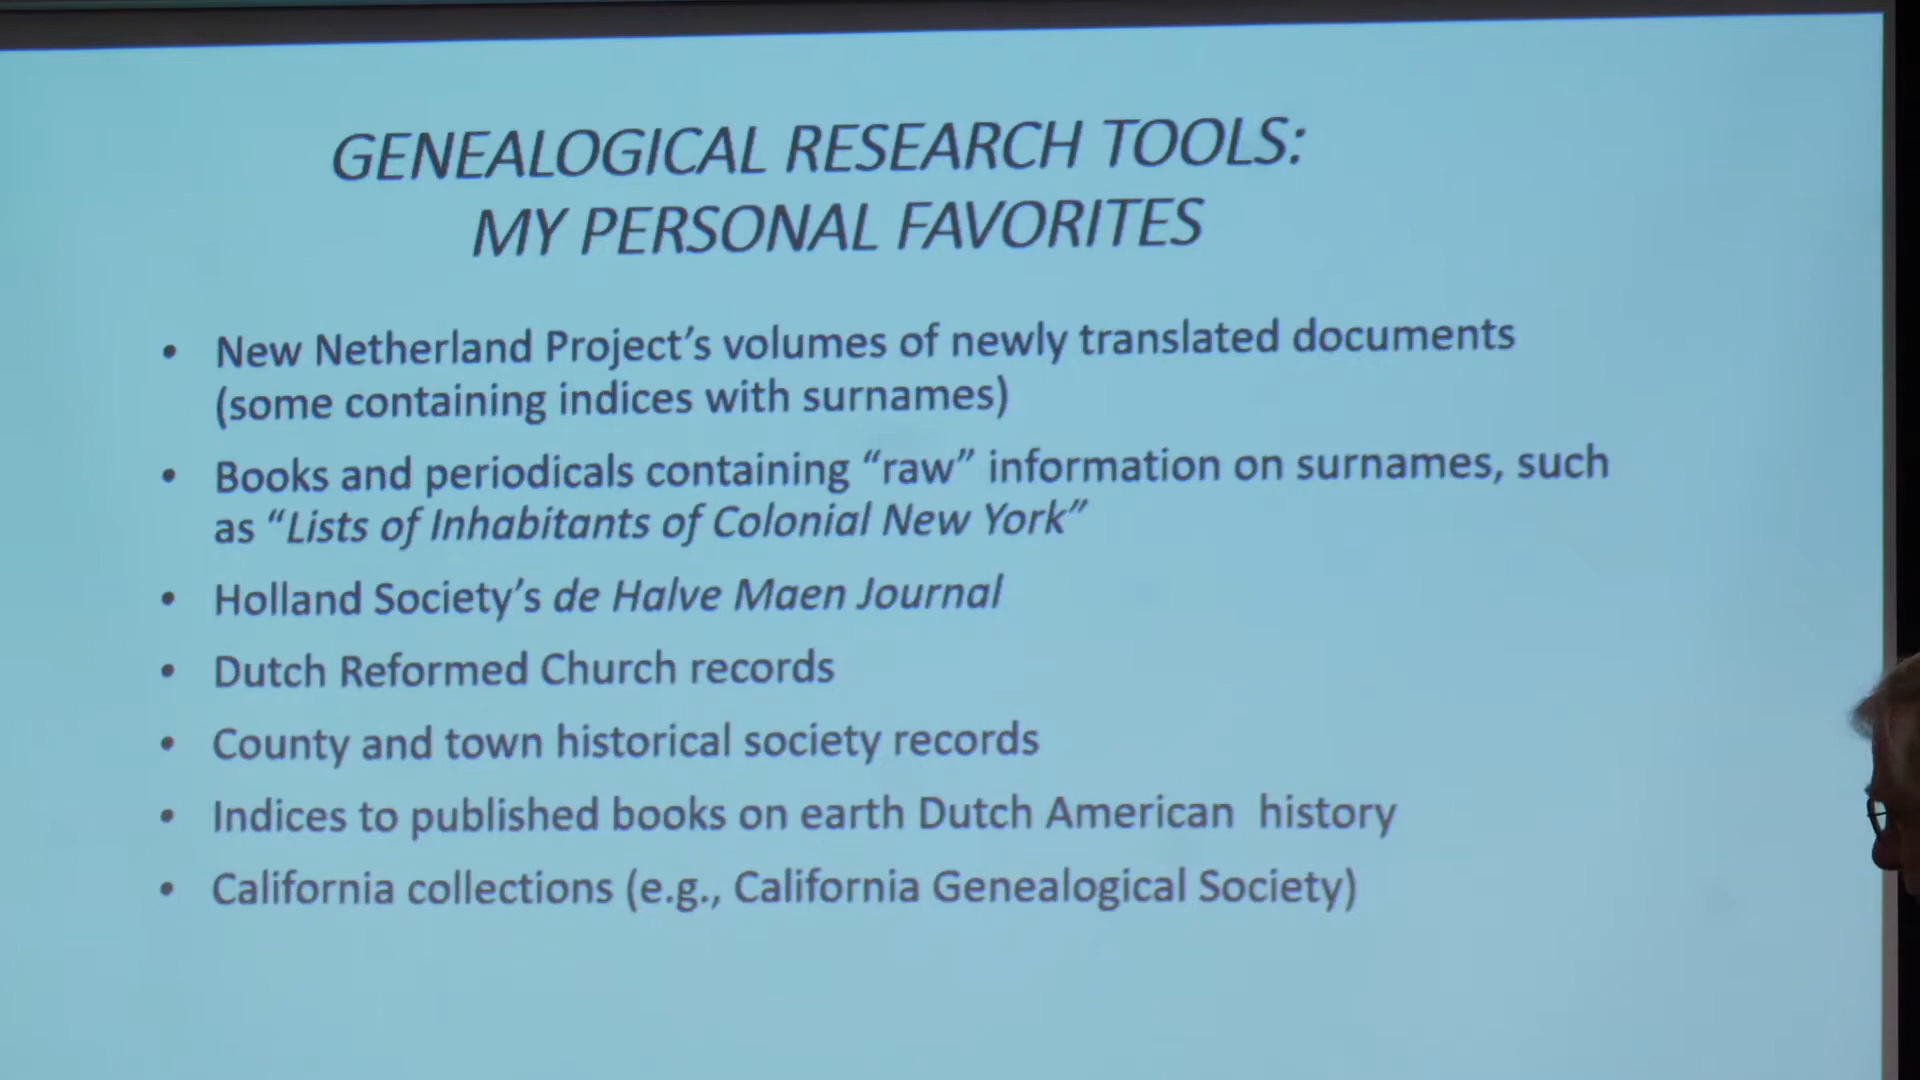 GENEALOGICAL RESEARCH TOOLS:
MY PERSONAL FAVORITES
• New Netherland Project’s volumes of newly translated documents
(some containing indices with surnames)
• Books and periodicals containing “raw” information on surnames, such
as “Lists of Inhabitants of Colonial New York”
• Holland Society’s de Halve Maen Journal
• Dutch Reformed Church records
• County and town historical society records
• Indices to published books on earth Dutch American  history
• California collections (e.g., California Genealogical Society)